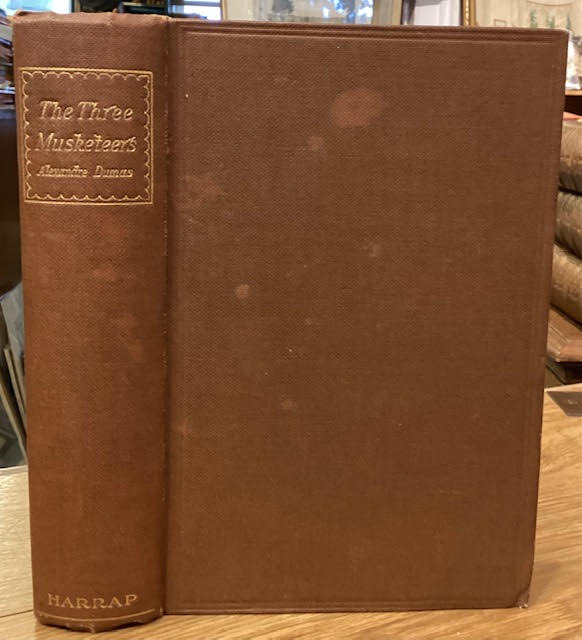 The Three
Musketeers
Alexandre Dumas
HARRAP